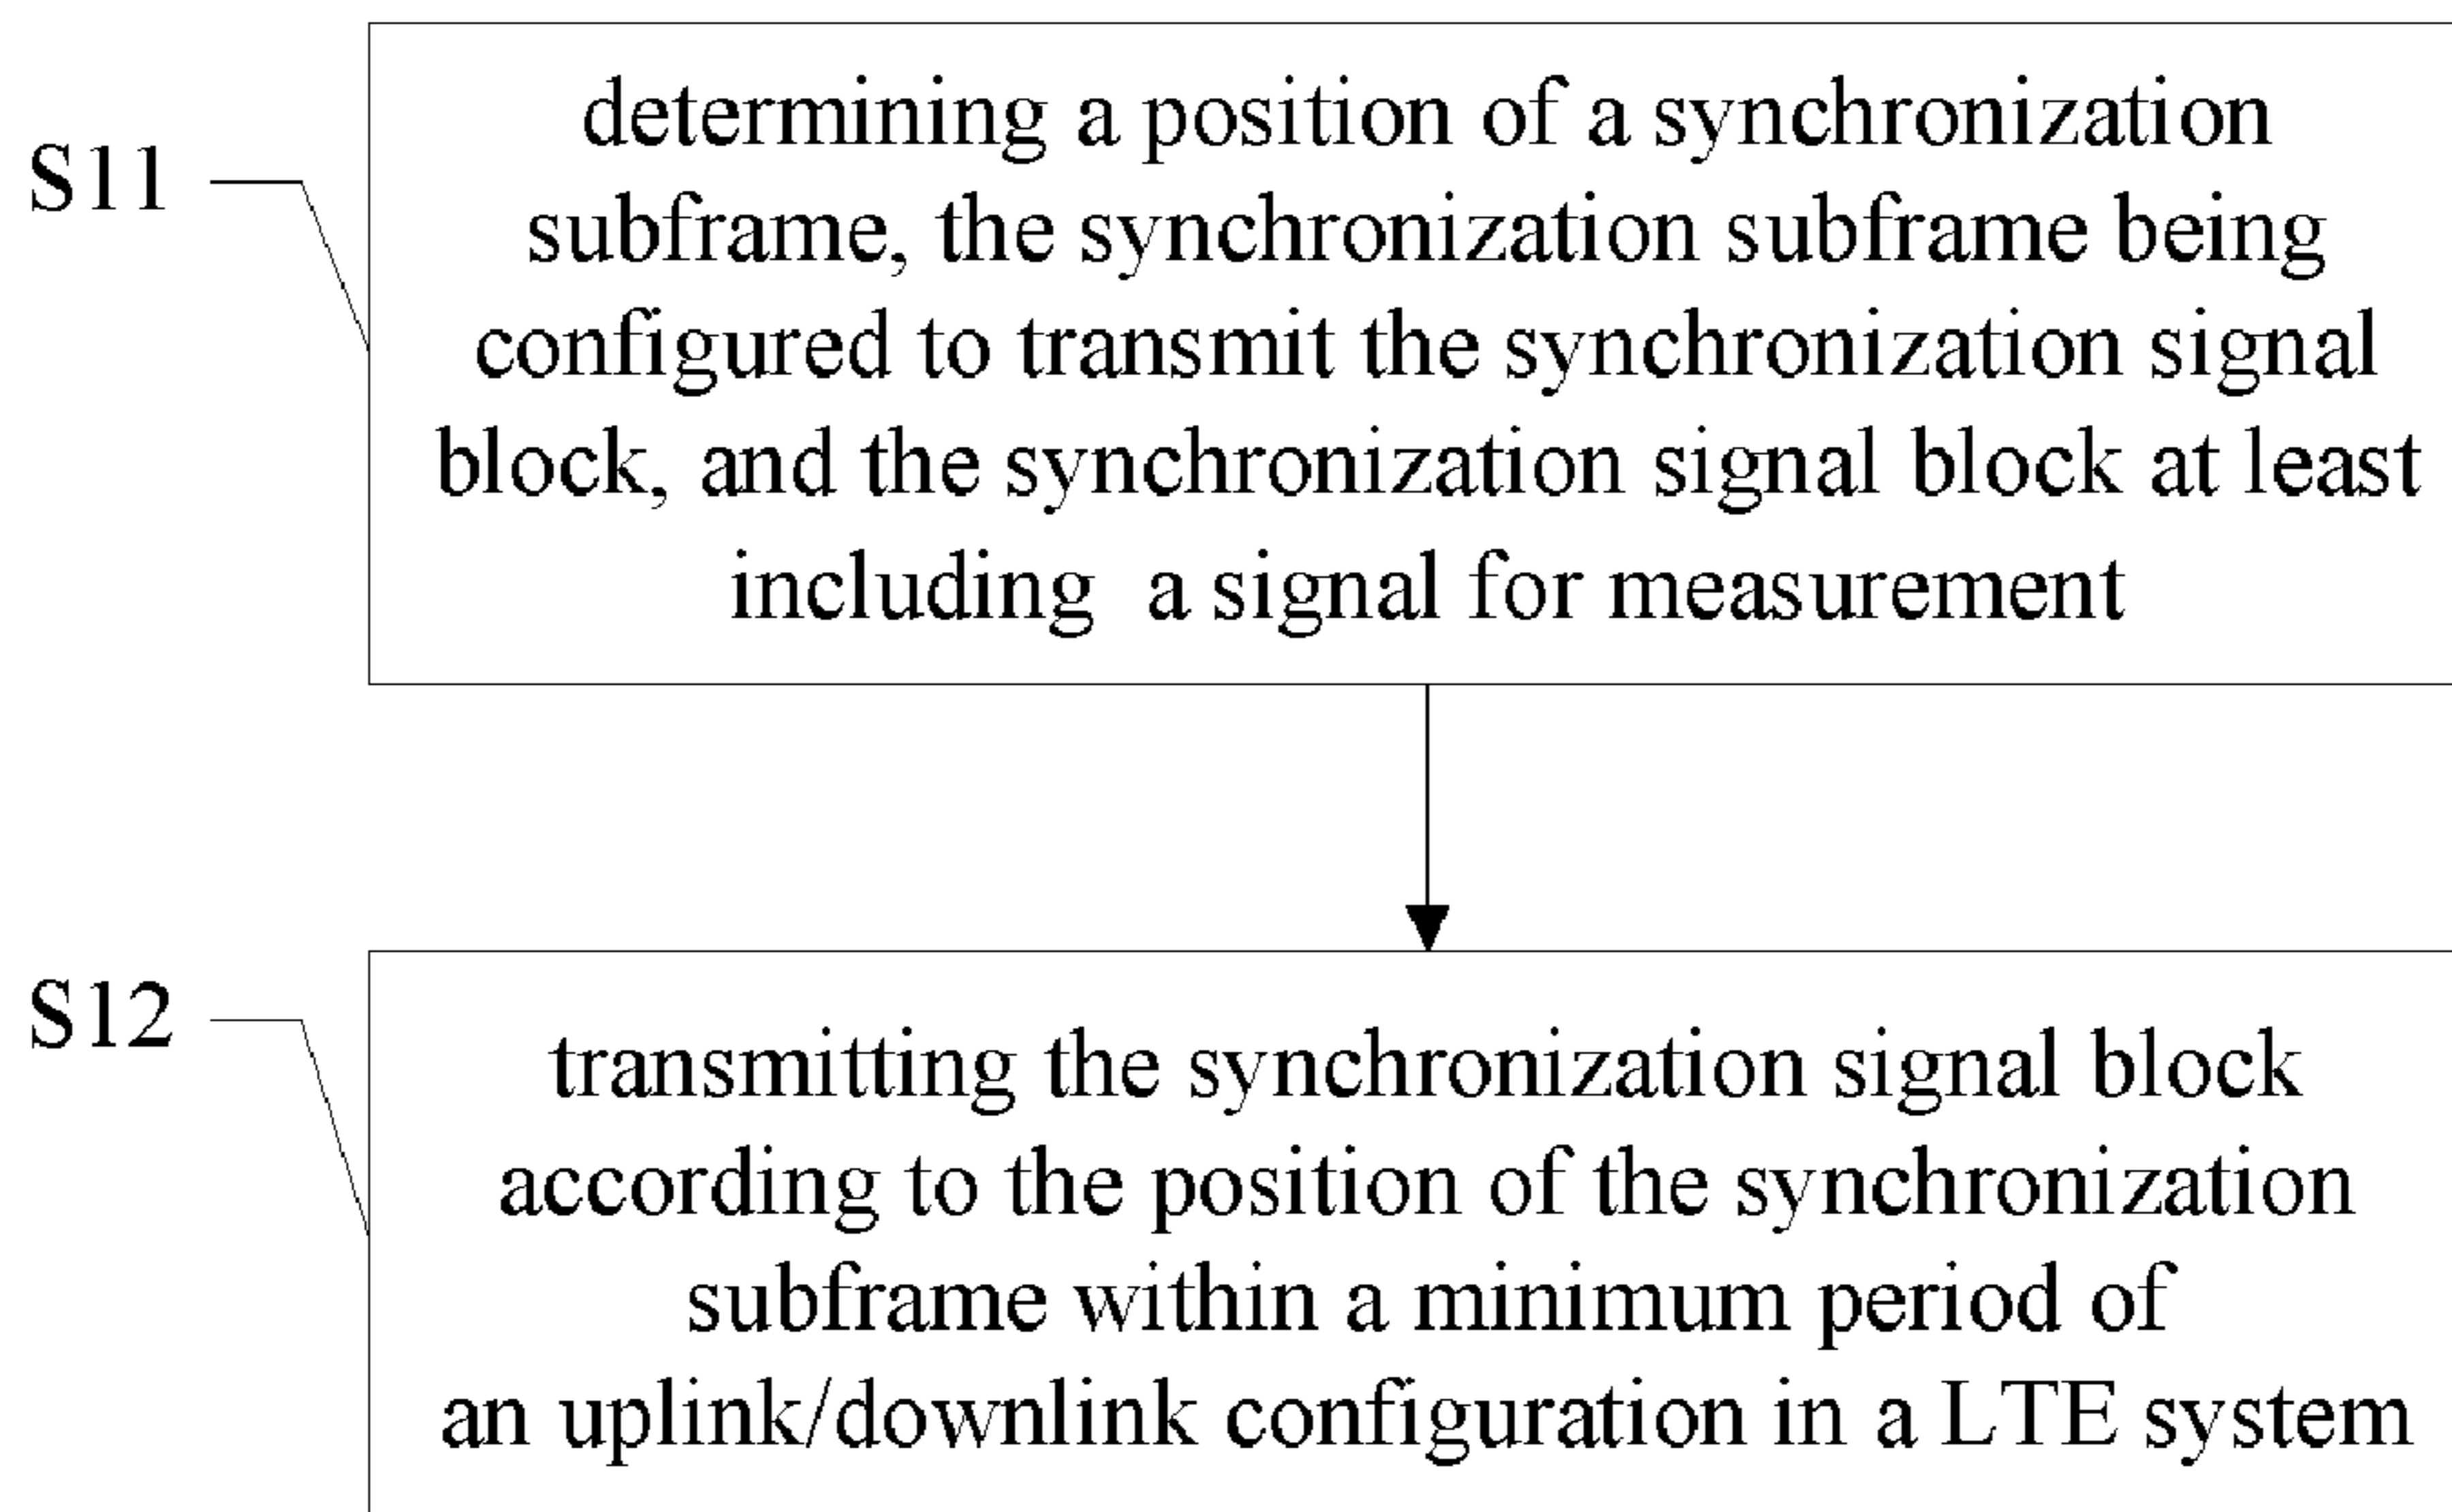 S11
determining a position of a synchronization
subframe, the synchronization subframe being
configured to transmit the synchronization signal
block, and the synchronization signal block at least
including a signal for measurement
S12
transmitting the synchronization signal block
according to the position of the synchronization
subframe within a minimum period of
an uplink/downlink configuration in a LTE system